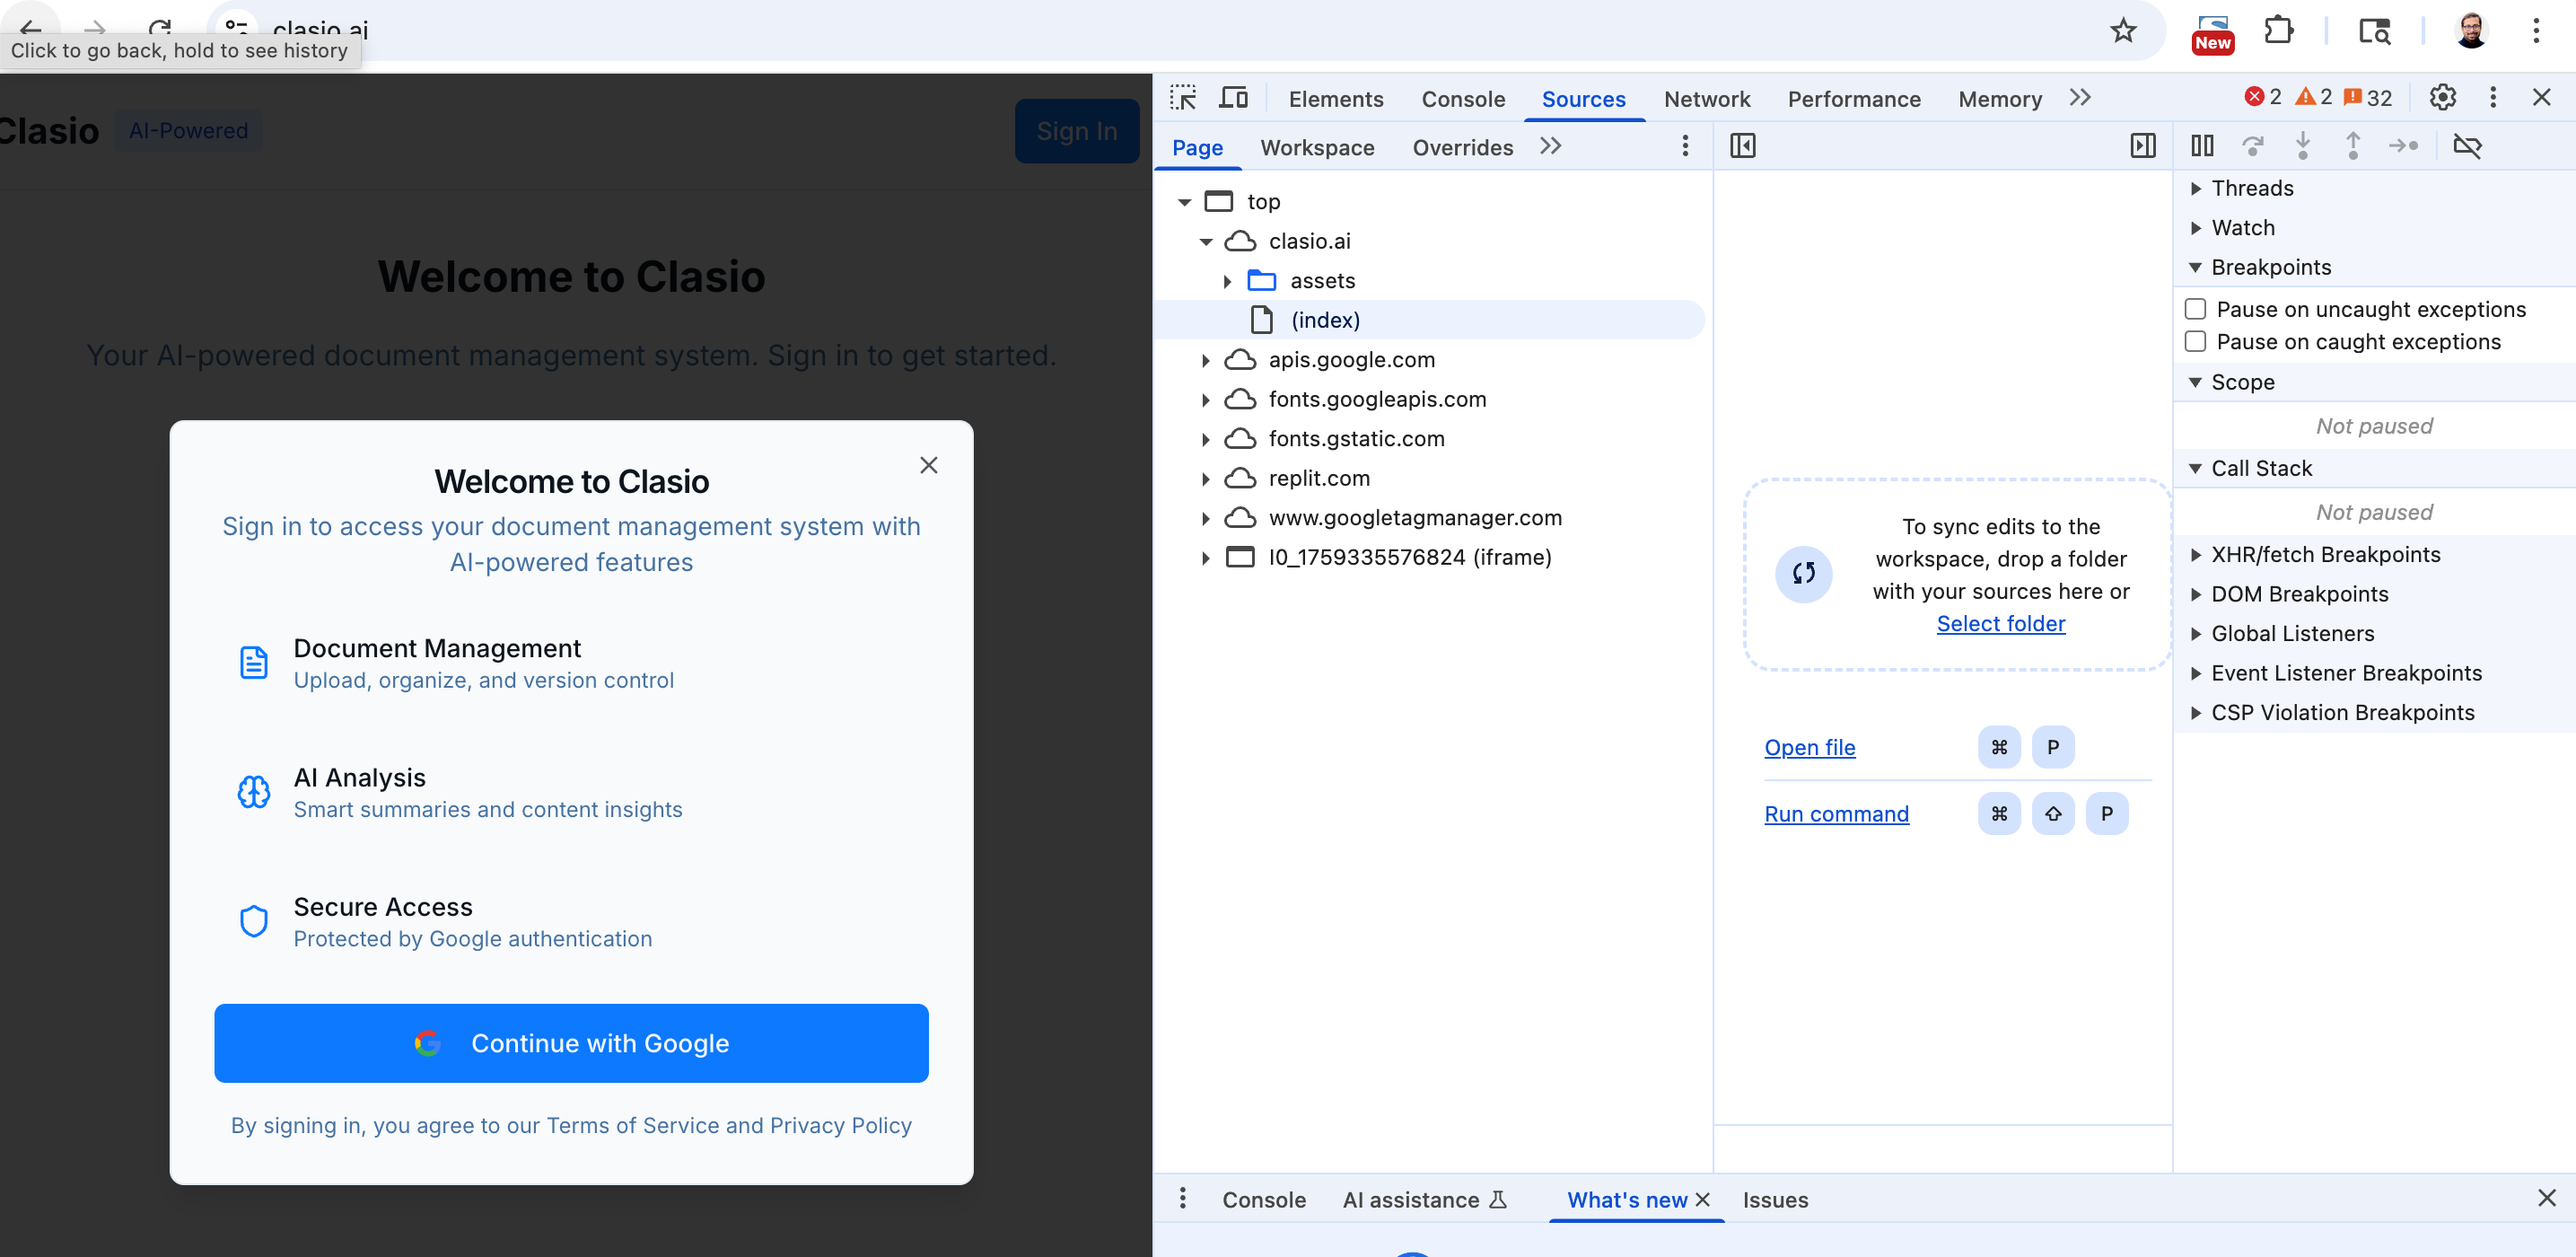 clasio.ai
New
Click to go back, hold to see history
Clasio
AI-Powered
Sign In
Welcome to Clasio
Your AI-powered document management system. Sign in to get started.
Welcome to Clasio
Sign in to access your document management system with
AI-powered features
Document Management
Upload, organize, and version control
AI Analysis
Smart summaries and content insights
Secure Access
Protected by Google authentication
Continue with Google
By signing in, you agree to our Terms of Service and Privacy Policy
Elements Console Sources Network Performance Memory
2 2 32
Page Workspace Overrides
top
clasio.ai
assets
(index)
apis.google.com
fonts.googleapis.com
fonts.gstatic.com
replit.com
www.googletagmanager.com
I0_1759335576824 (iframe)
To sync edits to the
workspace, drop a folder
with your sources here or
Select folder
Open file ⌘ P
Run command ⌘ ⇧ P
Threads
Watch
Breakpoints
Pause on uncaught exceptions
Pause on caught exceptions
Scope
Not paused
Call Stack
Not paused
XHR/fetch Breakpoints
DOM Breakpoints
Global Listeners
Event Listener Breakpoints
CSP Violation Breakpoints
Console AI assistance What's new Issues